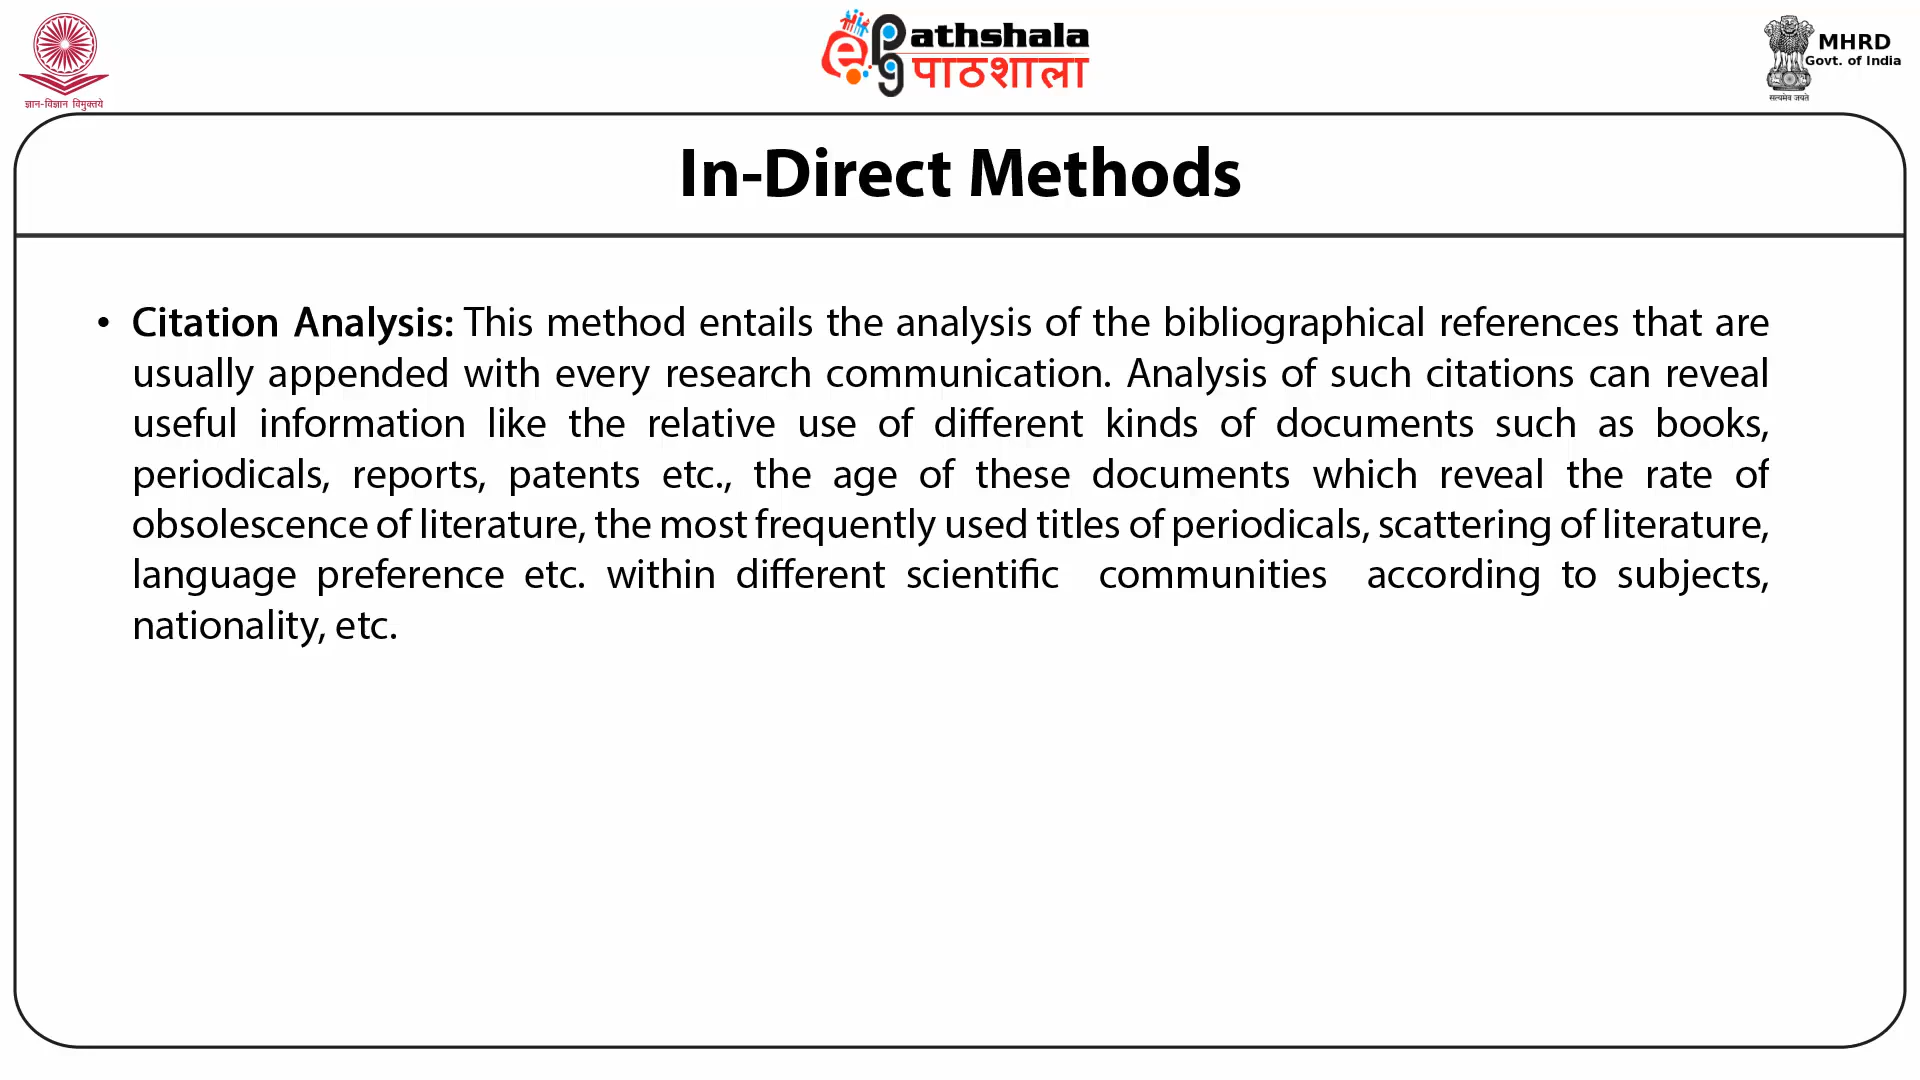 ज्ञान-विज्ञान विमुक्तये
ePg athshala
पाठशाला
MHRD
Govt. of India
सत्यमेव जयते
In-Direct Methods
• Citation Analysis: This method entails the analysis of the bibliographical references that are
usually appended with every research communication. Analysis of such citations can reveal
useful information like the relative use of different kinds of documents such as books,
periodicals, reports, patents etc., the age of these documents which reveal the rate of
obsolescence of literature, the most frequently used titles of periodicals, scattering of literature,
language preference etc. within different scientific communities according to subjects,
nationality, etc.